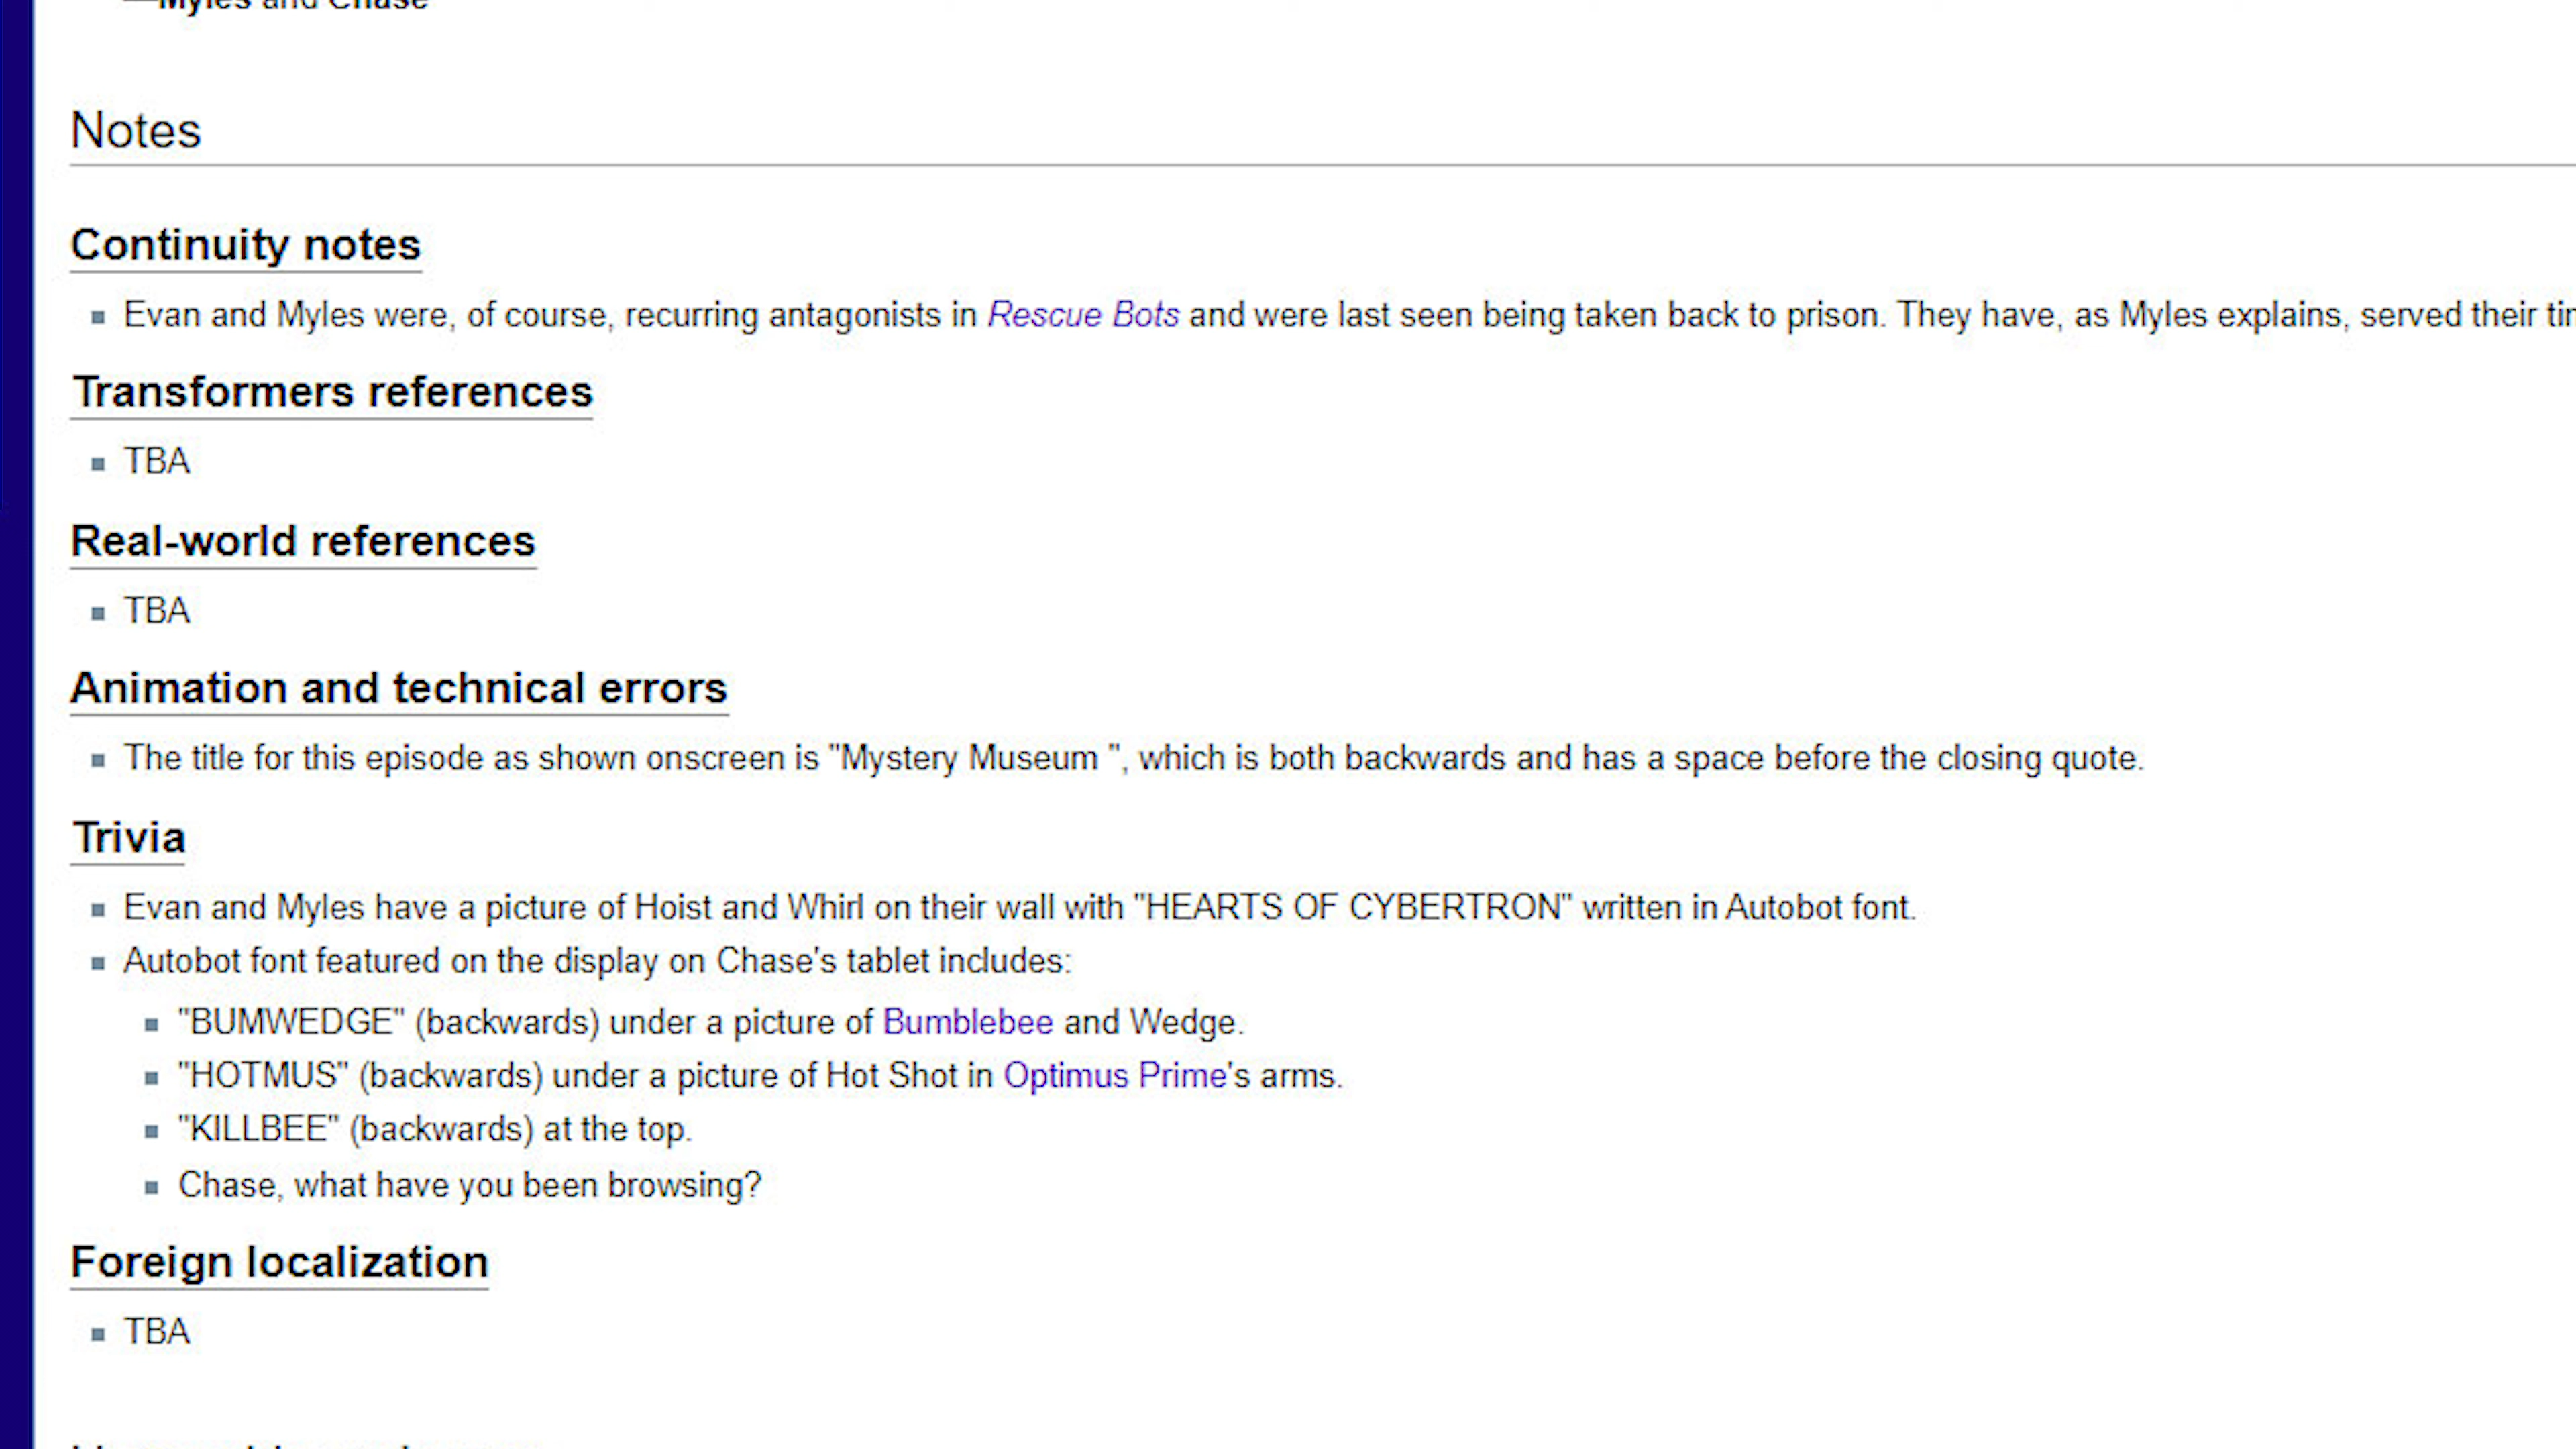 —Myles and Chase
Notes
Continuity notes
Evan and Myles were, of course, recurring antagonists in Rescue Bots and were last seen being taken back to prison. They have, as Myles explains, served their
Transformers references
TBA
Real-world references
TBA
Animation and technical errors
The title for this episode as shown onscreen is "Mystery Museum ", which is both backwards and has a space before the closing quote.
Trivia
Evan and Myles have a picture of Hoist and Whirl on their wall with "HEARTS OF CYBERTRON" written in Autobot font.
Autobot font featured on the display on Chase's tablet includes:
"BUMWEDGE" (backwards) under a picture of Bumblebee and Wedge.
"HOTMUS" (backwards) under a picture of Hot Shot in Optimus Prime's arms.
"KILLBEE" (backwards) at the top.
Chase, what have you been browsing?
Foreign localization
TBA